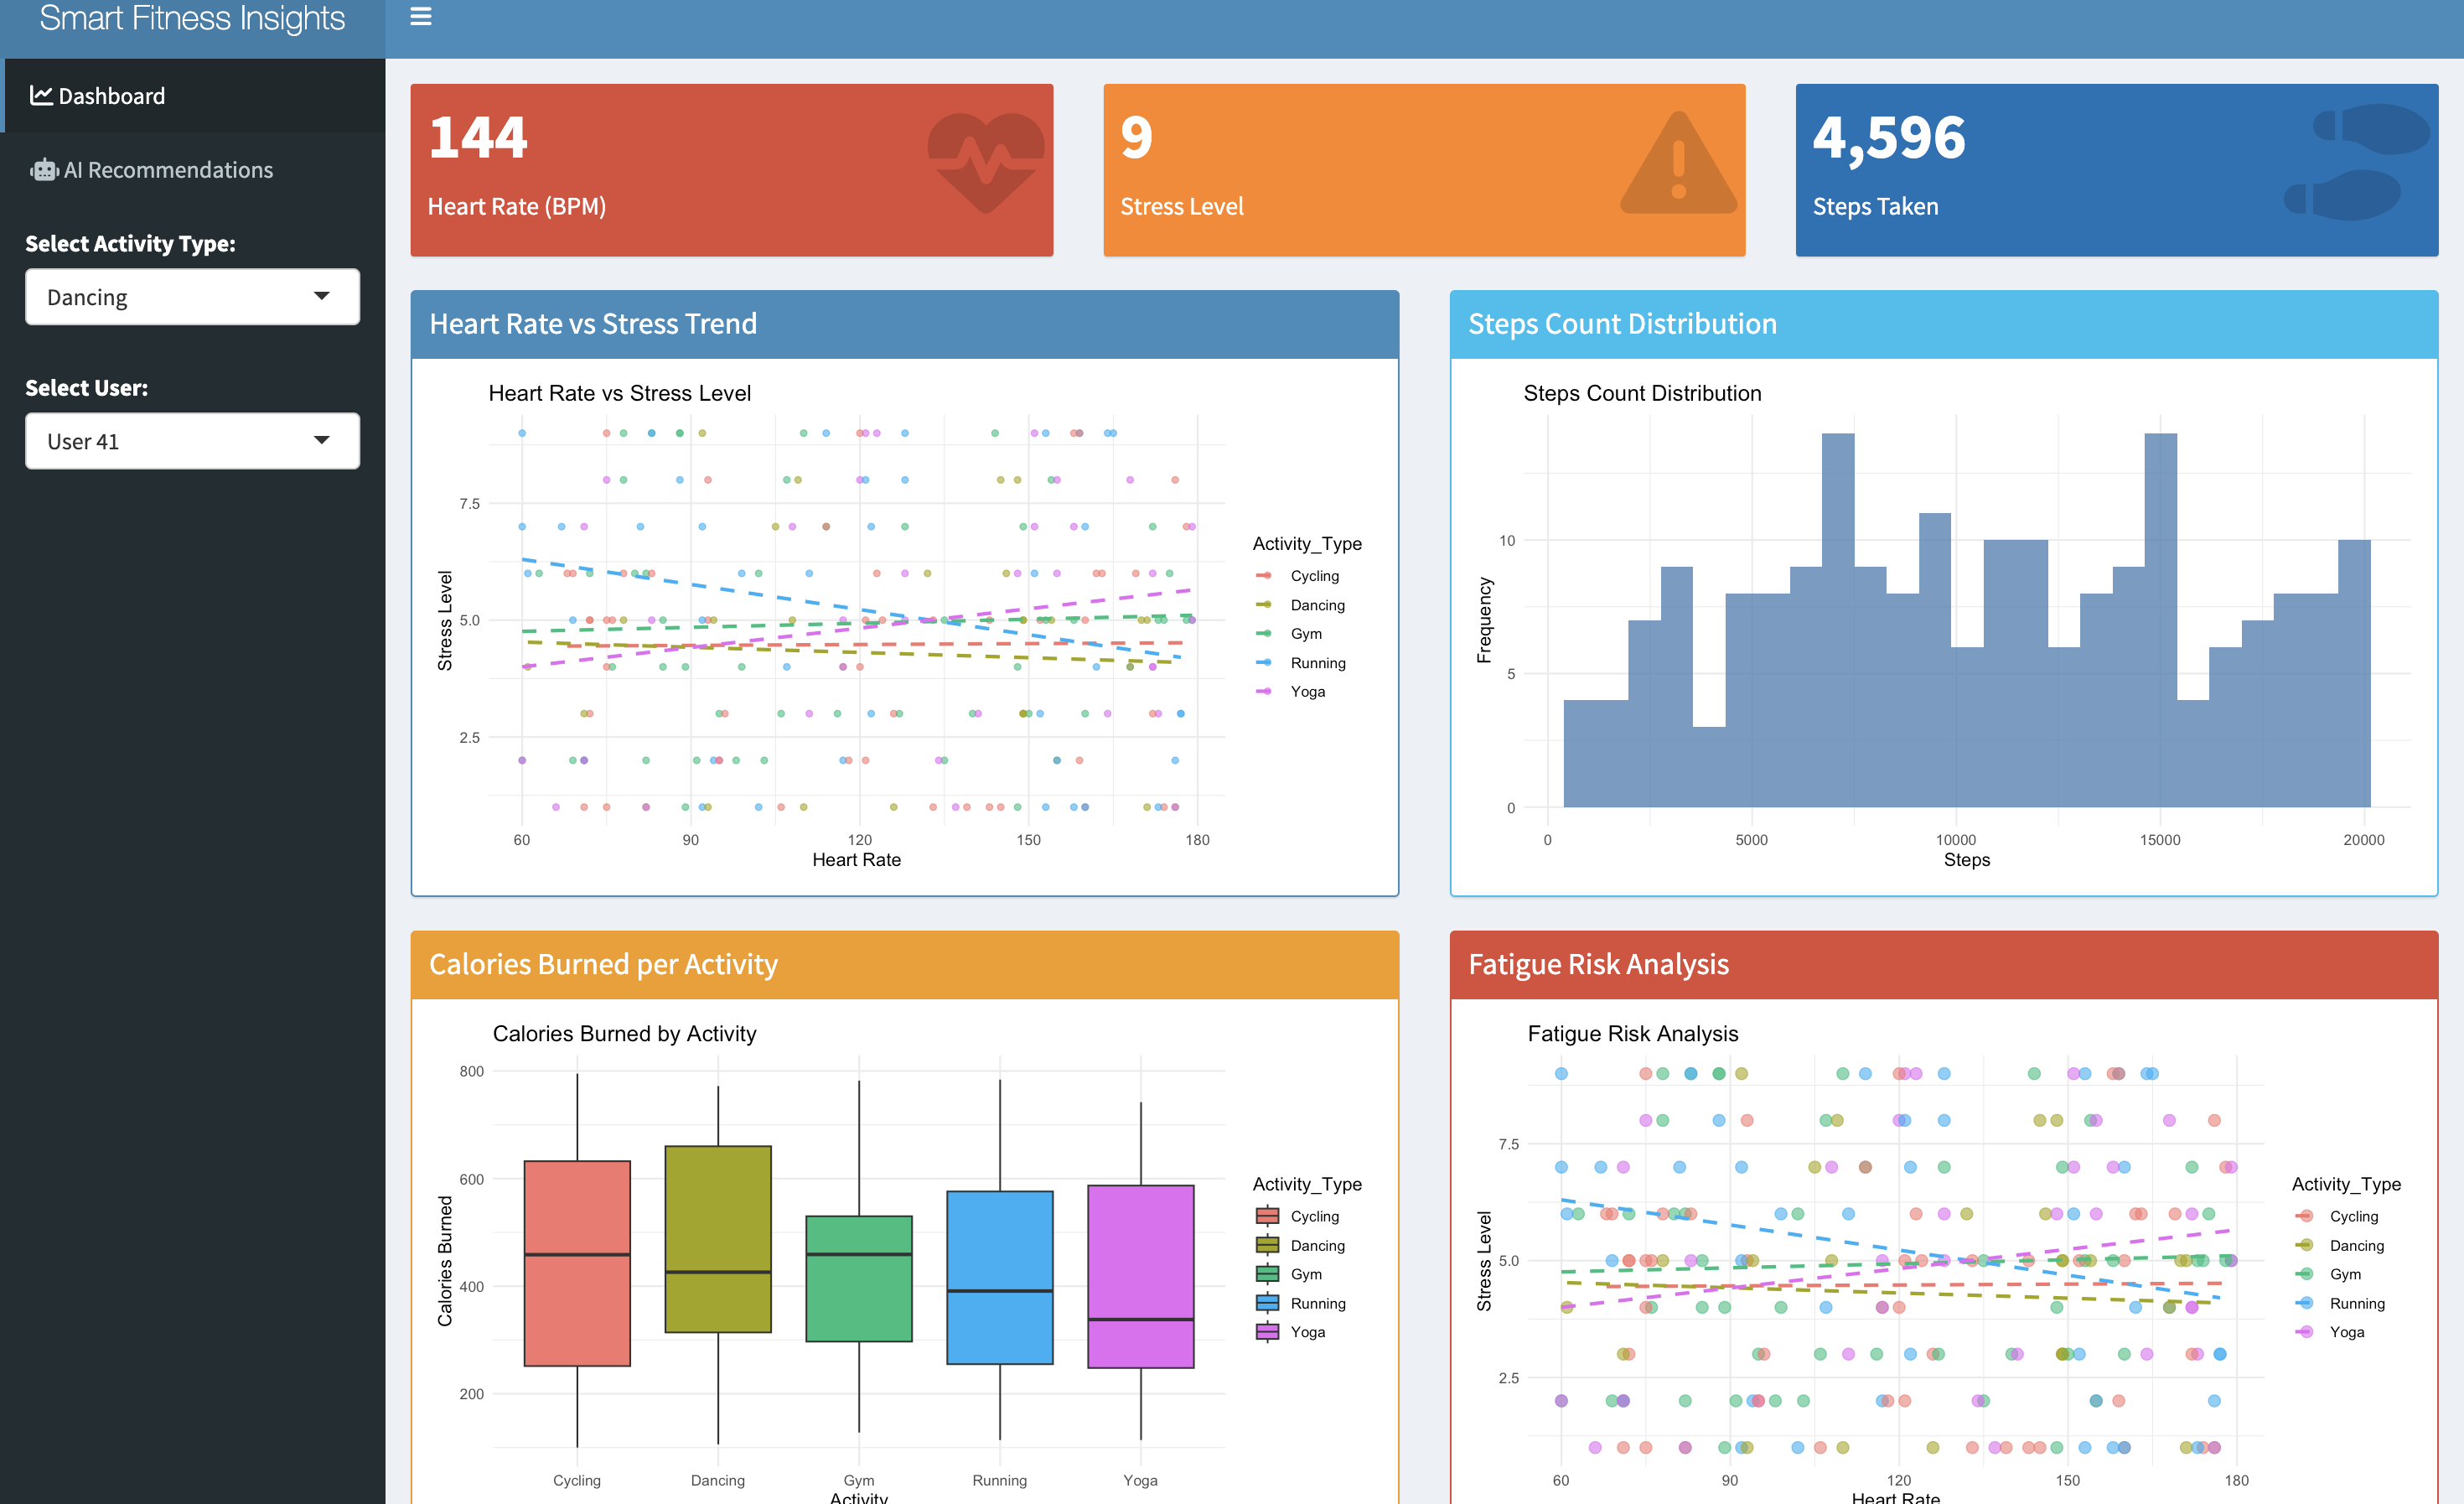 Smart Fitness Insights
Dashboard
AI Recommendations
Select Activity Type:
Dancing
Select User:
User 41
144
Heart Rate (BPM)
9
Stress Level
4,596
Steps Taken
Heart Rate vs Stress Trend
Heart Rate vs Stress Level
Stress Level
7.5
5.0
2.5
60 90 120 150 180
Heart Rate
Activity_Type
Cycling
Dancing
Gym
Running
Yoga
Steps Count Distribution
Steps Count Distribution
Frequency
10
5
0
0 5000 10000 15000 20000
Steps
Calories Burned per Activity
Calories Burned by Activity
Calories Burned
800
600
400
200
Cycling Dancing Gym Running Yoga
Activity
Activity_Type
Cycling
Dancing
Gym
Running
Yoga
Fatigue Risk Analysis
Fatigue Risk Analysis
Stress Level
7.5
5.0
2.5
60 90 120 150 180
Heart Rate
Activity_Type
Cycling
Dancing
Gym
Running
Yoga